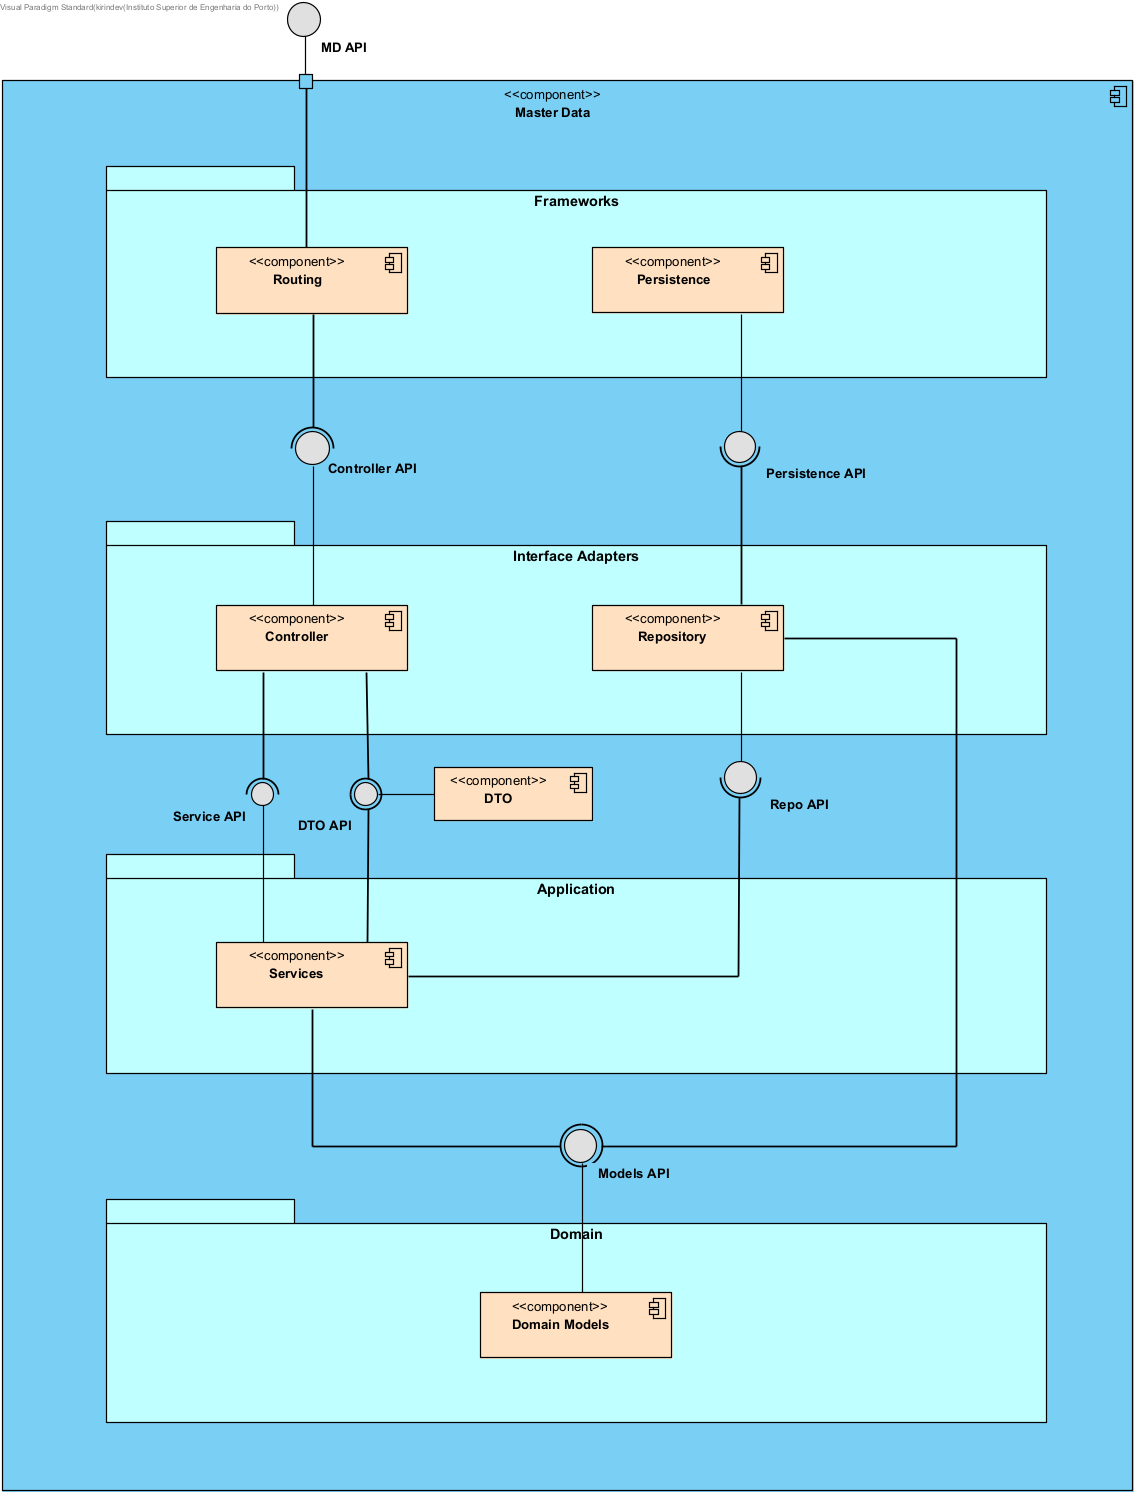 Visual Paradigm Standard(kirindev(Instituto Superior de Engenharia do Porto))
MD API
<<component>>
Master Data
Frameworks
<<component>>
Routing
<<component>>
Persistence
Controller API
Persistence API
Interface Adapters
<<component>>
Controller
<<component>>
Repository
<<component>>
DTO
Service API
DTO API
Repo API
Application
<<component>>
Services
Models API
Domain
<<component>>
Domain Models